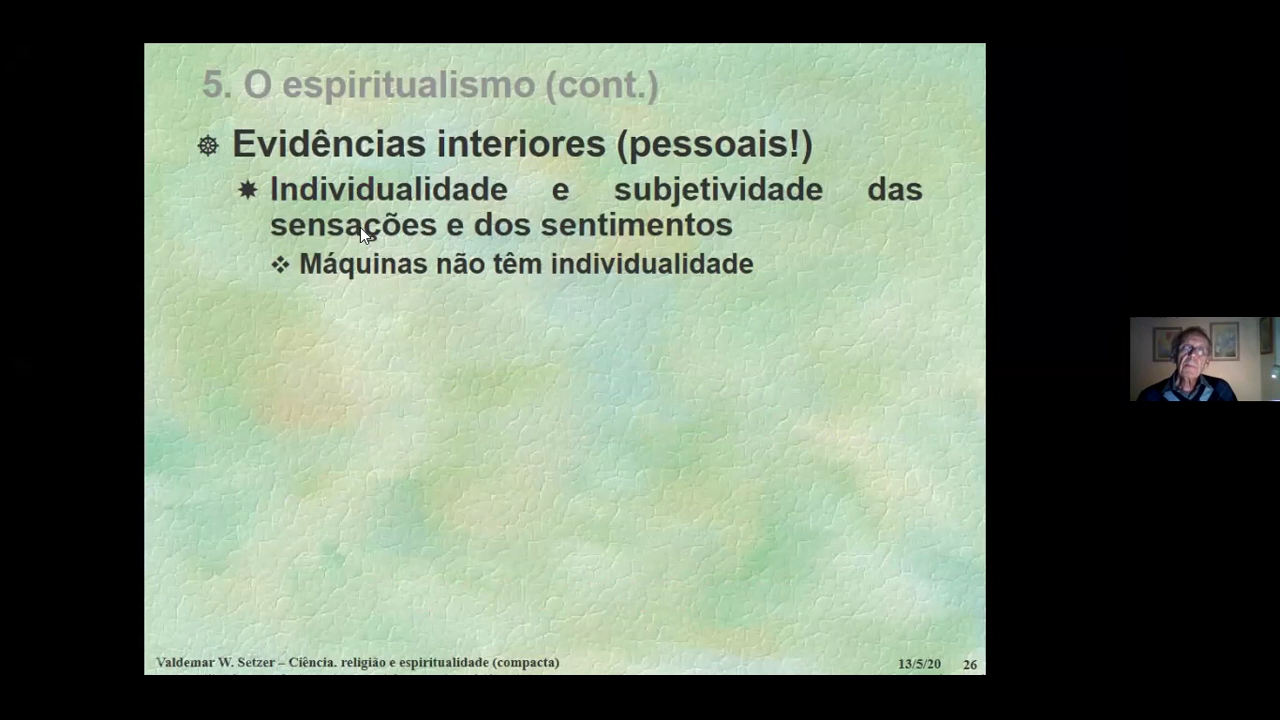 5. O espiritualismo (cont.)
Evidências interiores (pessoais!)
Individualidade e subjetividade das
sensações e dos sentimentos
Máquinas não têm individualidade
Valdemar W. Setzer – Ciência. religião e espiritualidade (compacta)
13/5/20 26